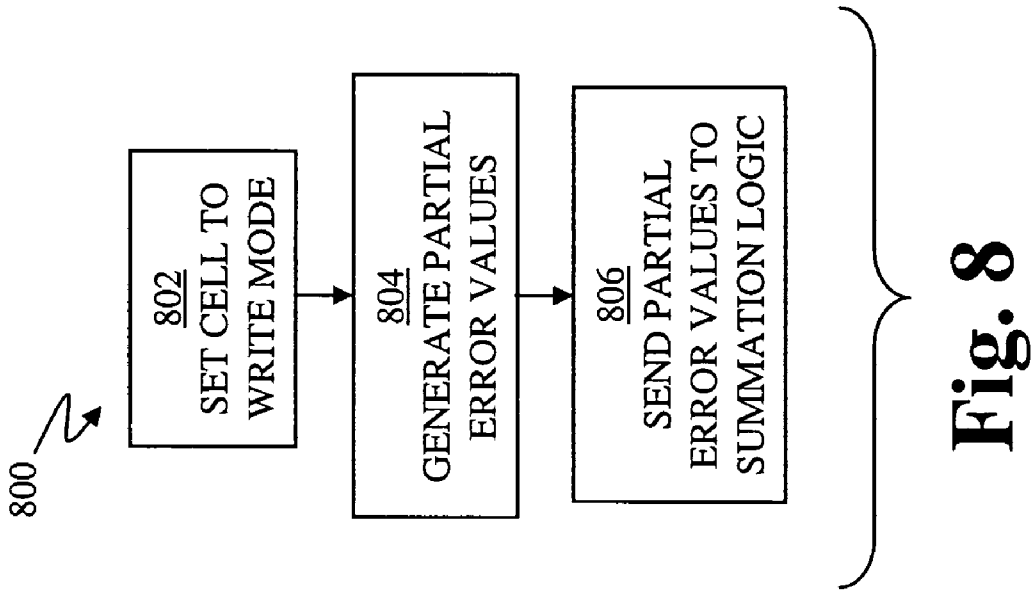 800
802
SET CELL TO
WRITE MODE
804
GENERATE PARTIAL
ERROR VALUES
806
SEND PARTIAL
ERROR VALUES TO
SUMMATION LOGIC
Fig. 8